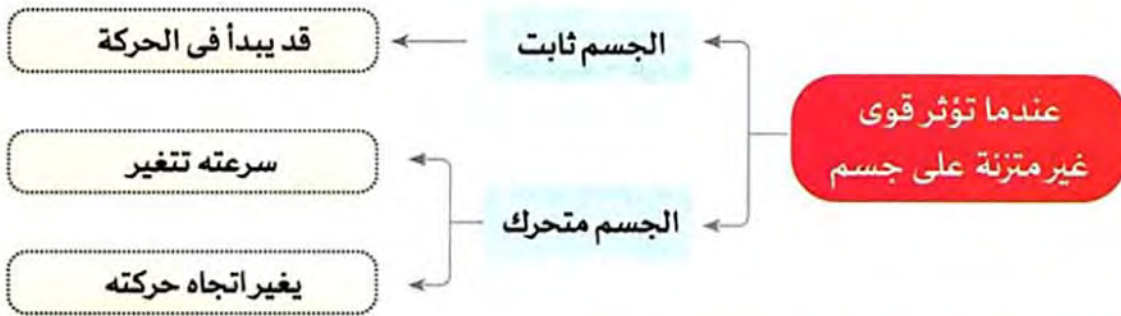 عندما تؤثر قوى
غير متزنة على جسم
الجسم ثابت
قد يبدأ فى الحركة
الجسم متحرك
سرعته تتغير
يغير اتجاه حركته